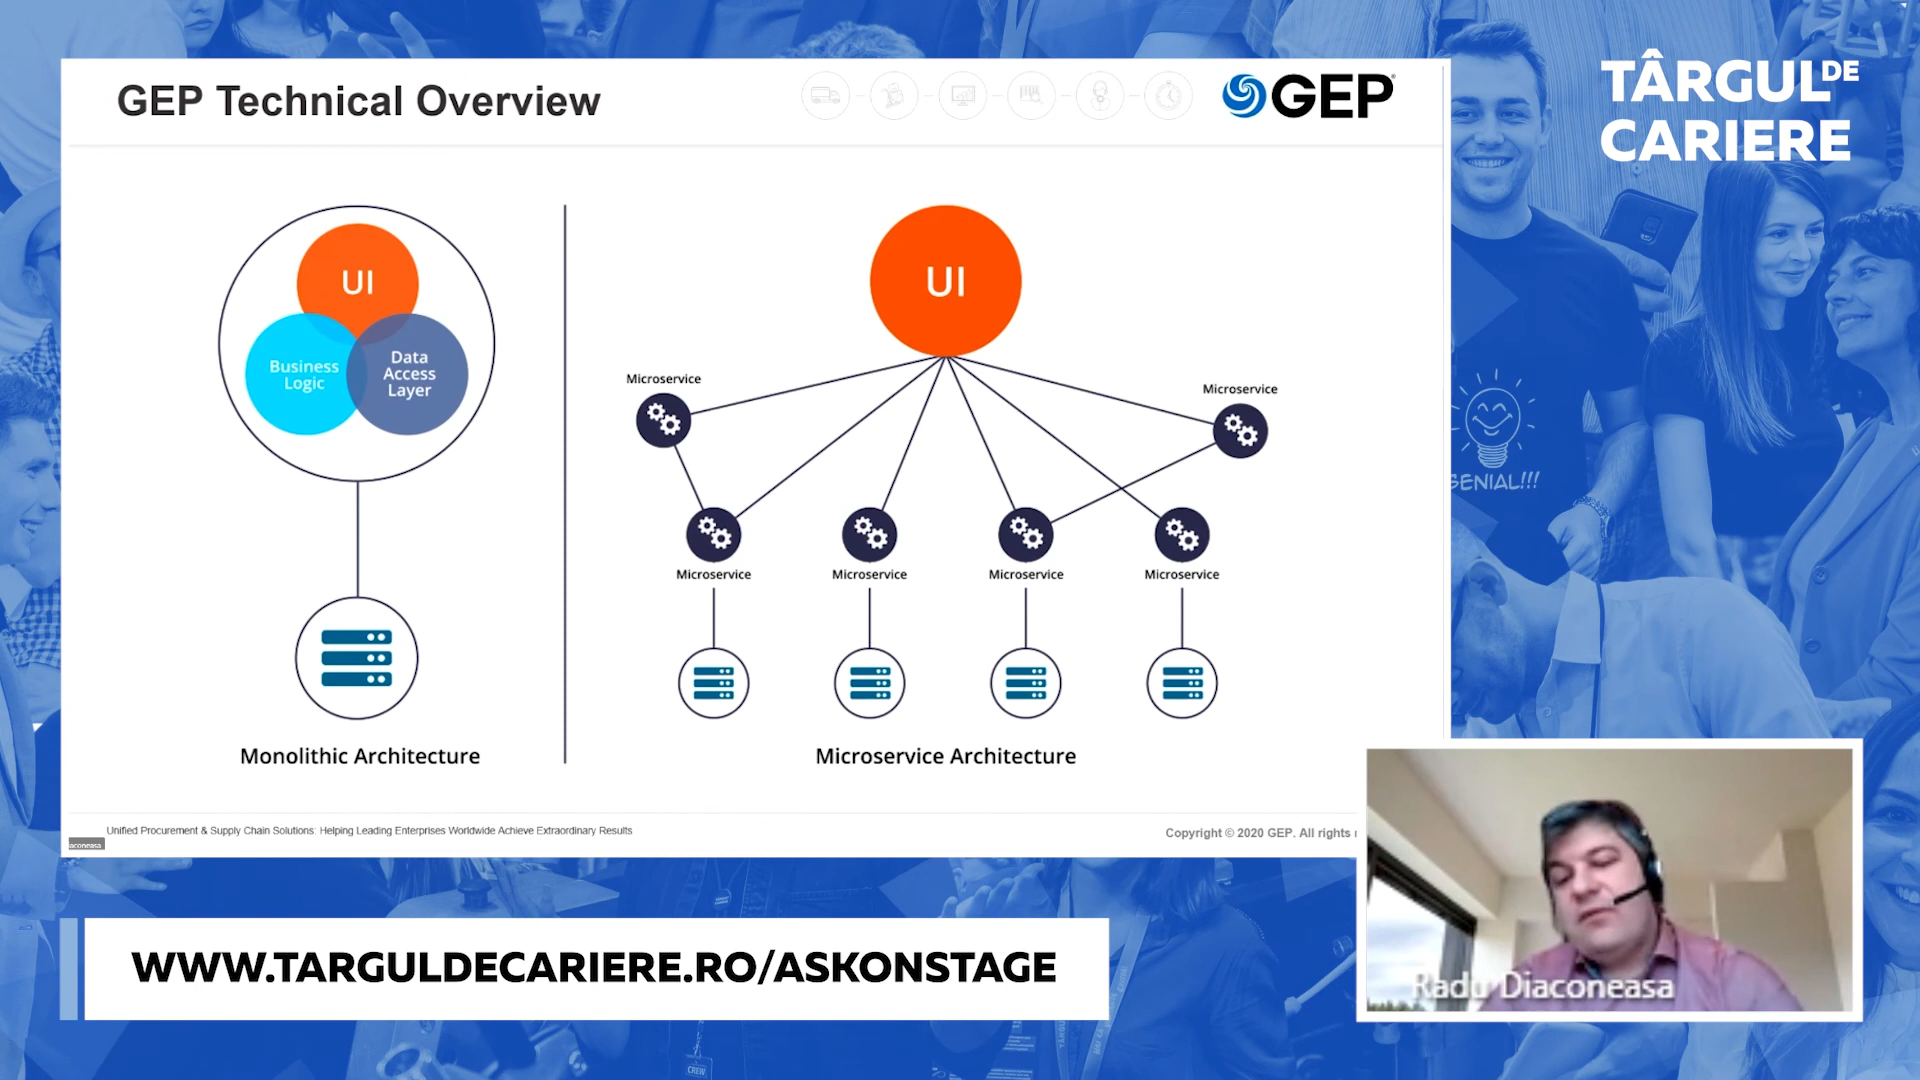 GEP Technical Overview
GEP
TÂRGUL DE
CARIERE
UI
Business
Logic
Data
Access
Layer
UI
Microservice
Microservice
Microservice
Microservice
Microservice
Microservice
Monolithic Architecture
Microservice Architecture
GENIAL!!!
Unified Procurement & Supply Chain Solutions: Helping Leading Enterprises Worldwide Achieve Extraordinary Results
Copyright © 2020 GEP. All rights
aconeasa
WWW.TARGULDECARIERE.RO/ASKONSTAGE
Radu Diaconeasa
CREW